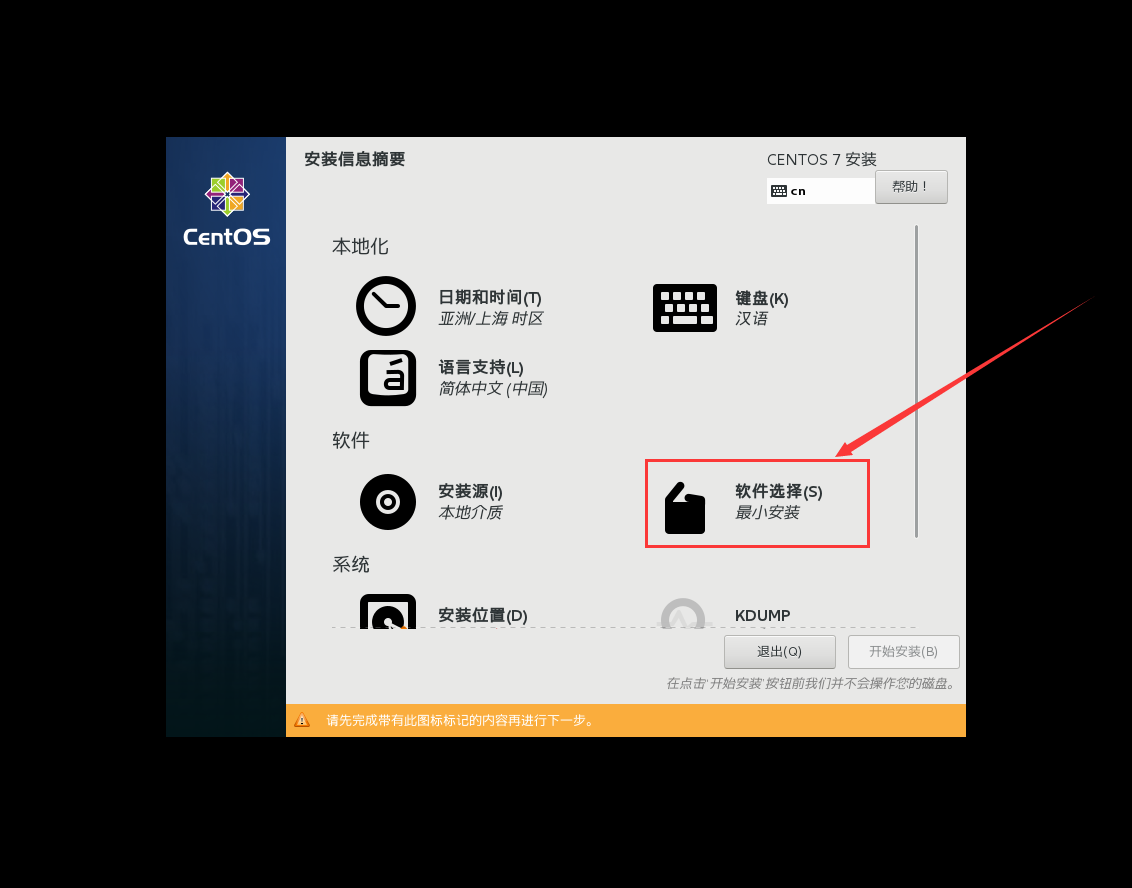 CentOS
安装信息摘要
CENTOS 7 安装
cn
帮助！
本地化
日期和时间(T)
亚洲/上海 时区
键盘(K)
汉语
语言支持(L)
简体中文 (中国)
软件
安装源(I)
本地介质
软件选择(S)
最小安装
系统
安装位置(D)
KDUMP
退出(Q)
开始安装(B)
在点击'开始安装'按钮前我们并不会操作您的磁盘。
请先完成带有此图标标记的内容再进行下一步。